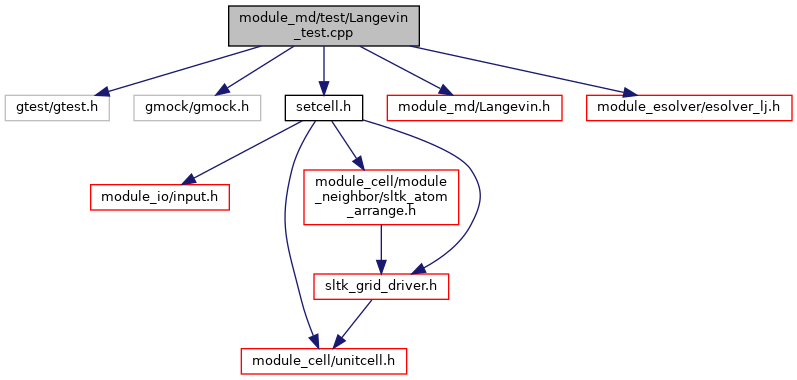 module_md/test/Langevin
_test.cpp
gtest/gtest.h
gmock/gmock.h
setcell.h
module_md/Langevin.h
module_esolver/esolver_lj.h
module_io/input.h
module_cell/module
_neighbor/sltk_atom
_arrange.h
sltk_grid_driver.h
module_cell/unitcell.h